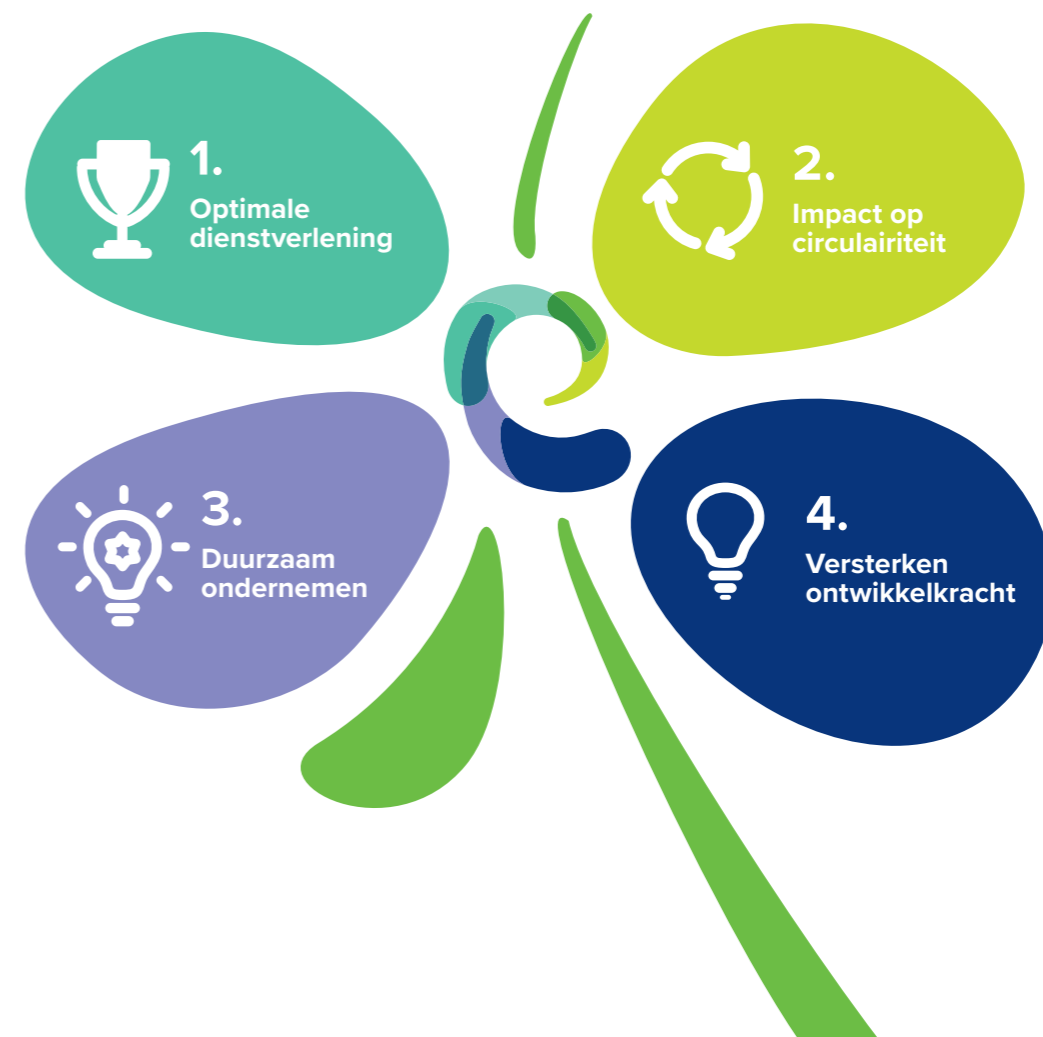 1.
Optimale
dienstverlening
2.
Impact op
circulairiteit
3.
Duurzaam
ondernemen
4.
Versterken
ontwikkelkracht